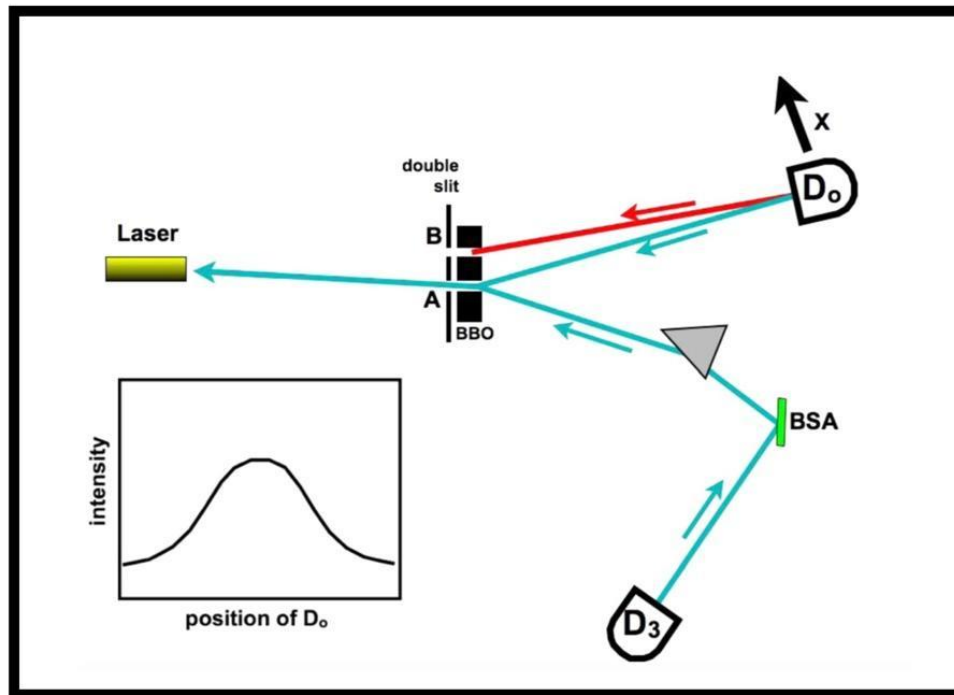 X
Do
double
slit
B
Laser
A
BBO
BSA
intensity
position of Do
D3